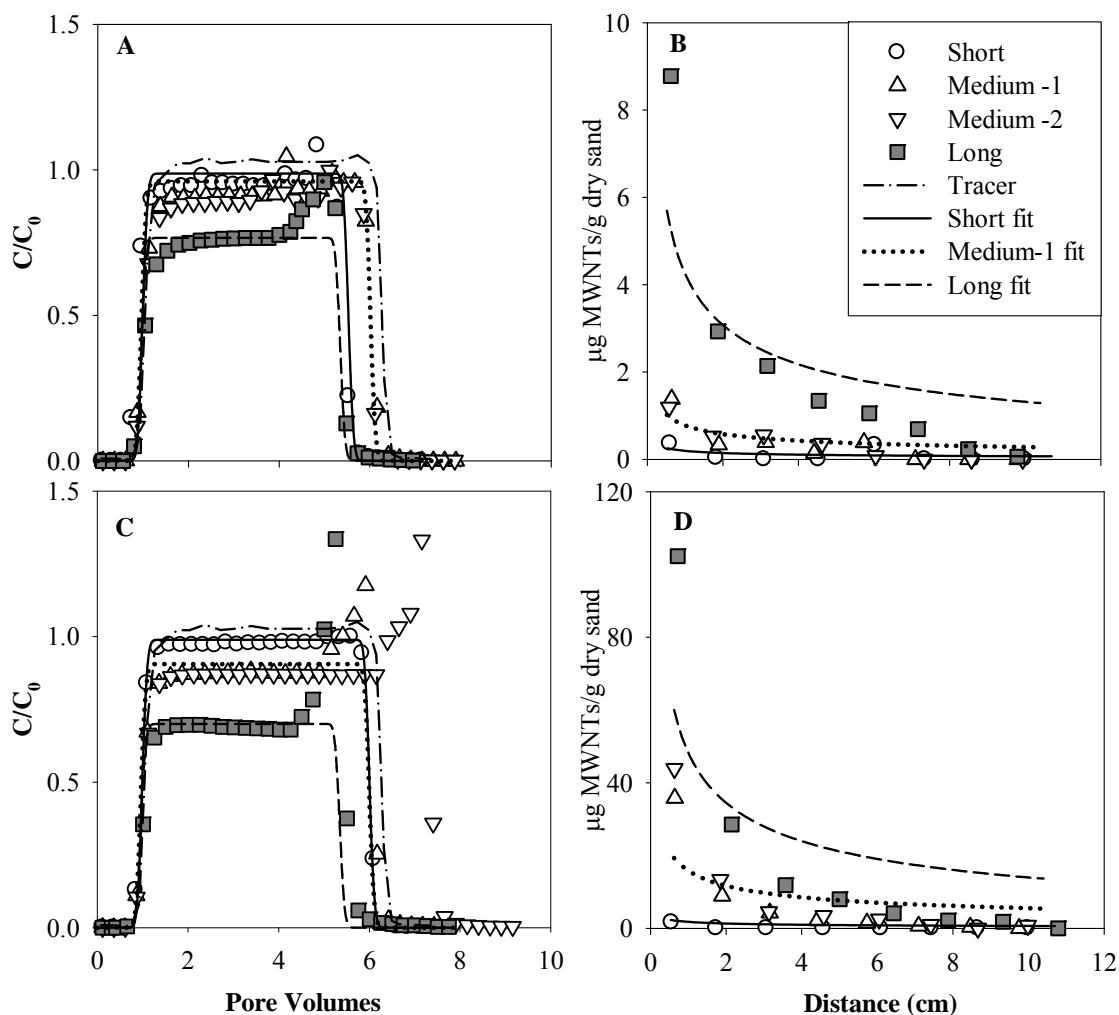 A
C/C0
1.5
1.0
0.5
0.0
B
µg MWNTs/g dry sand
10
8
6
4
2
0
Short
Medium -1
Medium -2
Long
Tracer
Short fit
Medium-1 fit
Long fit
C
C/C0
1.5
1.0
0.5
0.0
0 2 4 6 8 10
Pore Volumes
D
µg MWNTs/g dry sand
120
80
40
0
0 2 4 6 8 10 12
Distance (cm)